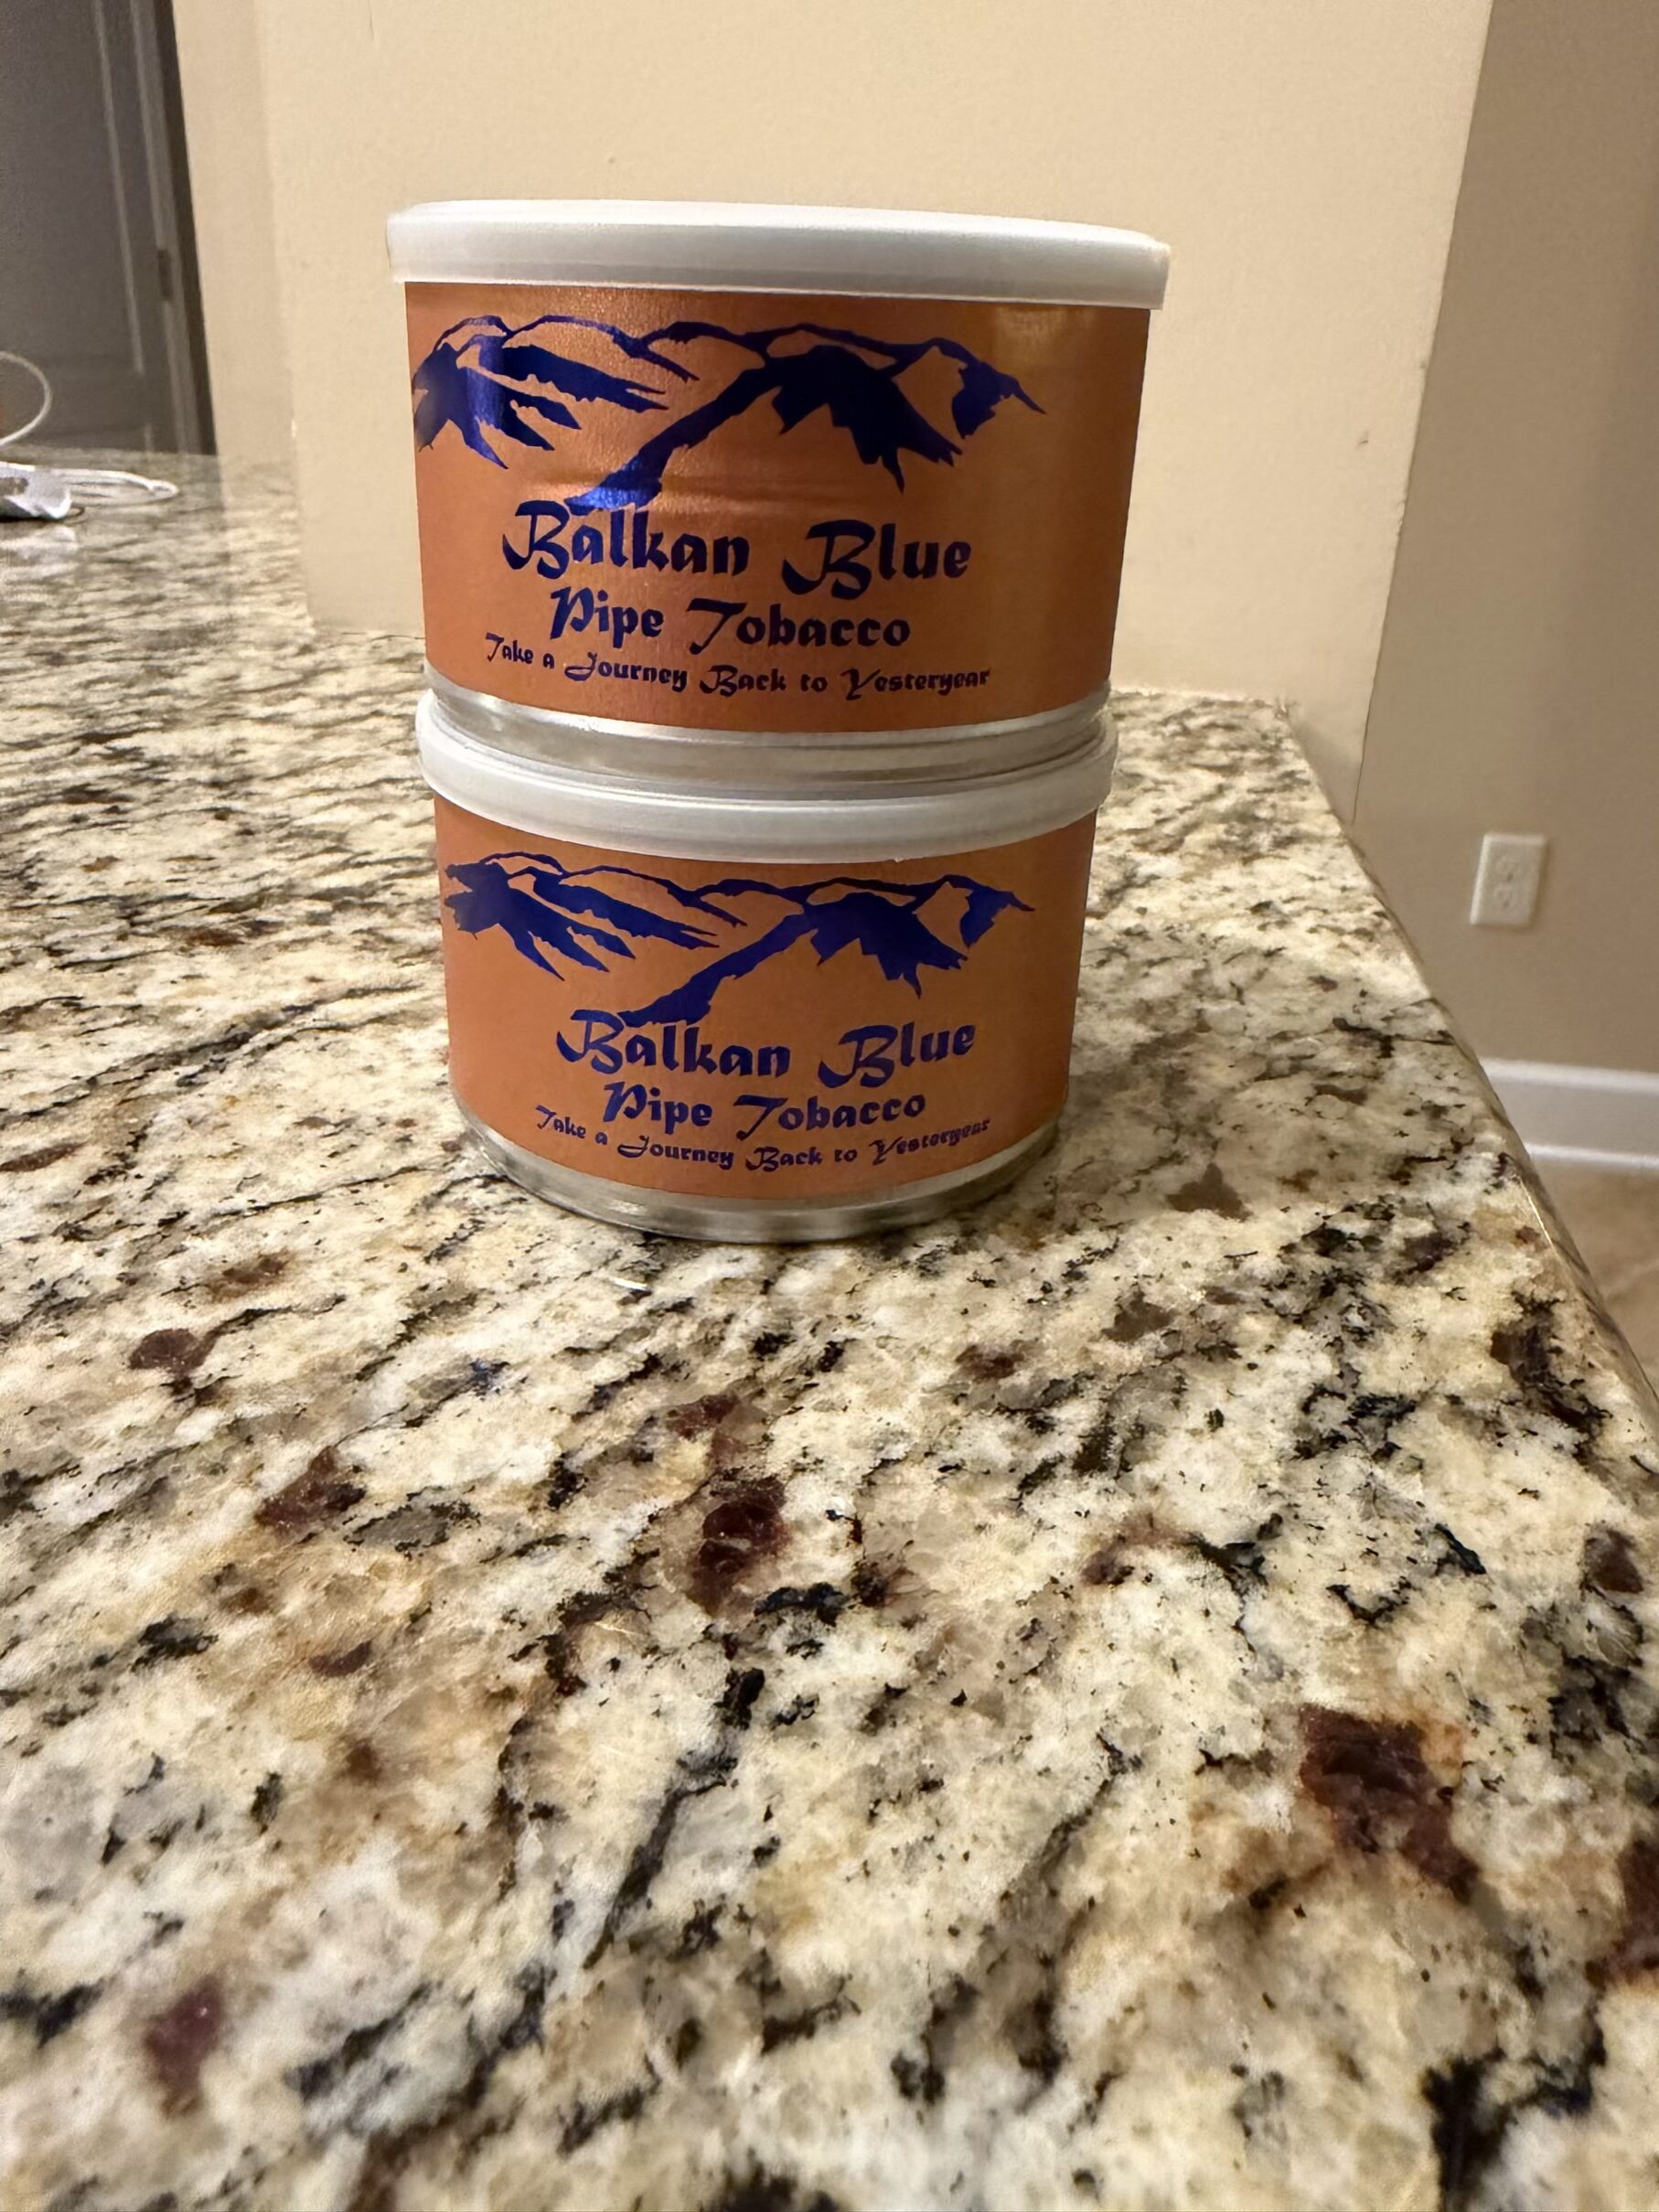 Balkan Blue
Pipe Tobacco
Take a Journey Back to Yesteryear
Balkan Blue
Pipe Tobacco
Take a Journey Back to Yesteryear